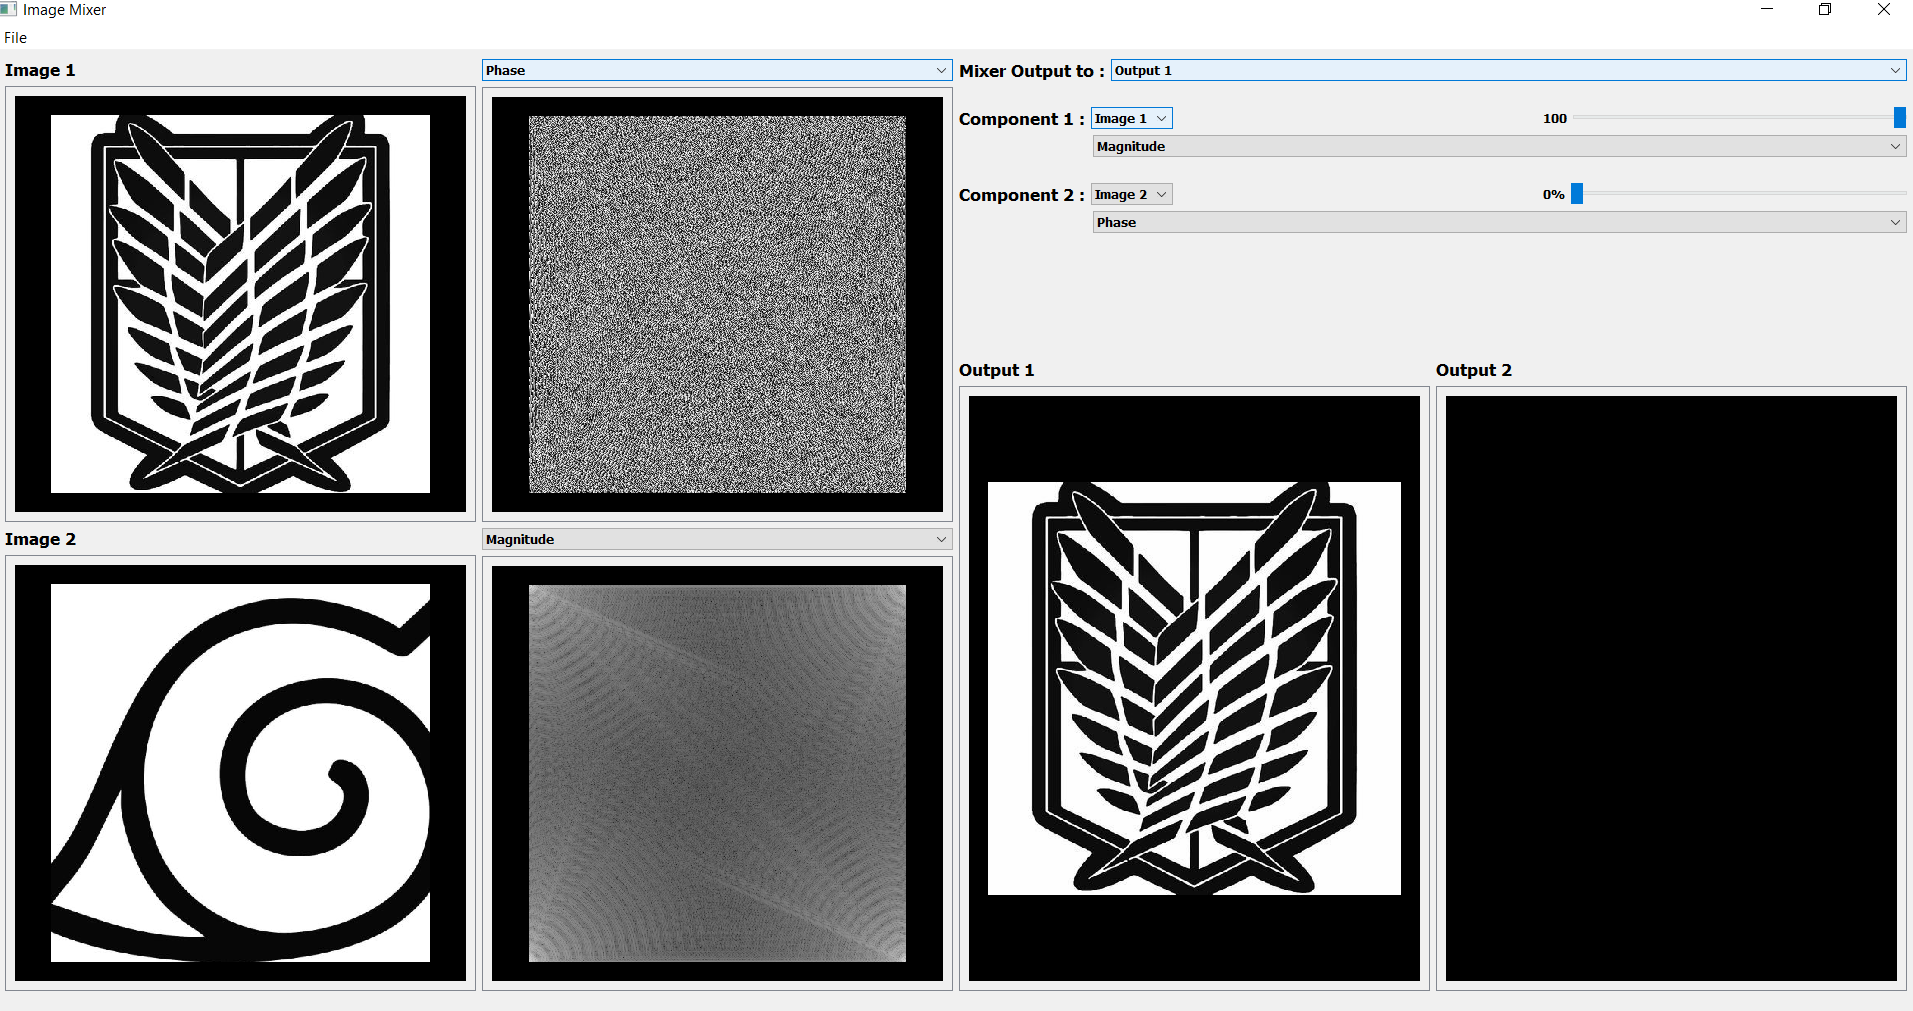 Image Mixer
File
Image 1
Phase
Mixer Output to : Output 1
Component 1 : Image 1 100
Magnitude
Component 2 : Image 2 0%
Phase
Output 1
Output 2
Image 2
Magnitude